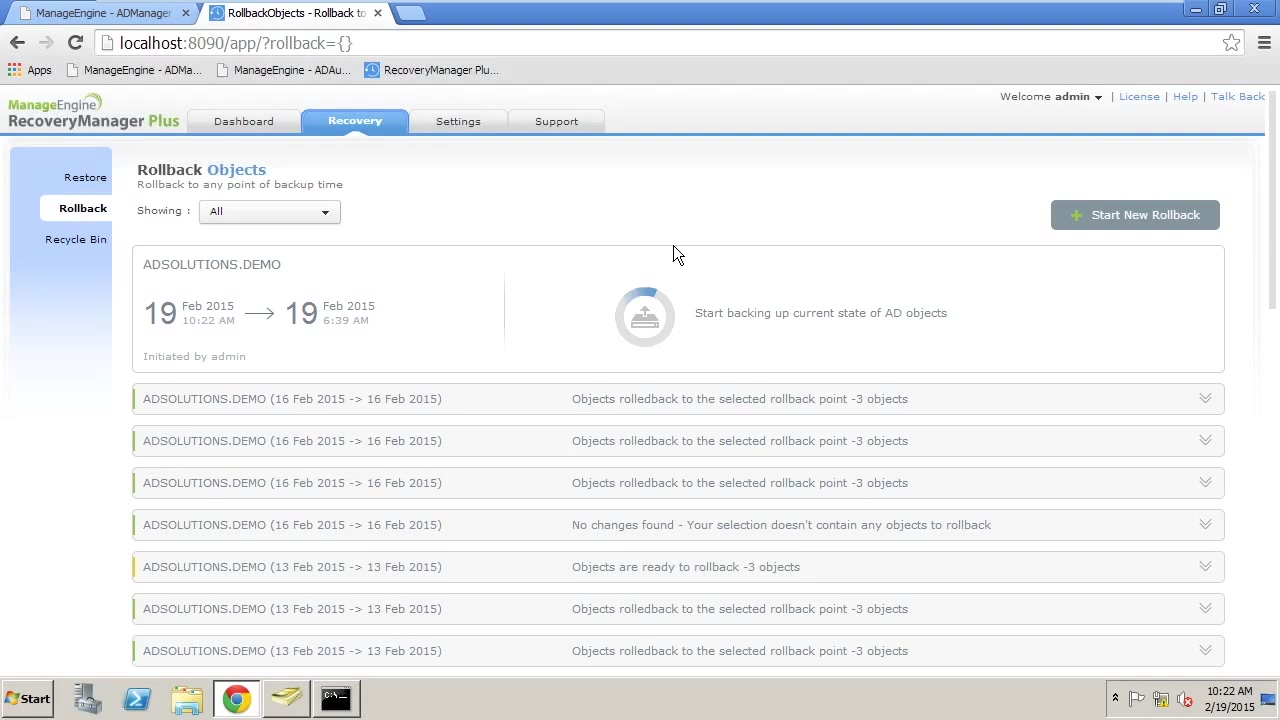 ManageEngine - ADManager
RollbackObjects - Rollback to
localhost:8090/app/?rollback={}
Apps
ManageEngine - ADMa...
ManageEngine - ADAu...
RecoveryManager Plu...
ManageEngine
RecoveryManager Plus
Dashboard
Recovery
Settings
Support
Welcome admin
| License | Help | Talk Back
Restore
Rollback
Recycle Bin
Rollback Objects
Rollback to any point of backup time
Showing :
All
Start New Rollback
ADSOLUTIONS.DEMO
19 Feb 2015 10:22 AM
19 Feb 2015 6:39 AM
Initiated by admin
Start backing up current state of AD objects
ADSOLUTIONS.DEMO (16 Feb 2015 -> 16 Feb 2015) Objects rolledback to the selected rollback point -3 objects
ADSOLUTIONS.DEMO (16 Feb 2015 -> 16 Feb 2015) Objects rolledback to the selected rollback point -3 objects
ADSOLUTIONS.DEMO (16 Feb 2015 -> 16 Feb 2015) Objects rolledback to the selected rollback point -3 objects
ADSOLUTIONS.DEMO (16 Feb 2015 -> 16 Feb 2015) No changes found - Your selection doesn't contain any objects to rollback
ADSOLUTIONS.DEMO (13 Feb 2015 -> 13 Feb 2015) Objects are ready to rollback -3 objects
ADSOLUTIONS.DEMO (13 Feb 2015 -> 13 Feb 2015) Objects rolledback to the selected rollback point -3 objects
ADSOLUTIONS.DEMO (13 Feb 2015 -> 13 Feb 2015) Objects rolledback to the selected rollback point -3 objects
Start
C:\.
10:22 AM
2/19/2015